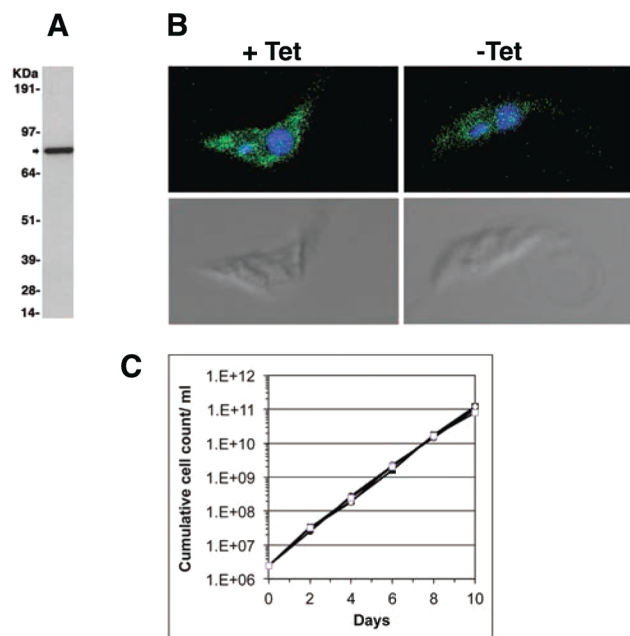 A
KDa
191-
97-
64-
51-
39-
28-
14-
B
+ Tet
-Tet
C
Cumulative cell count/ ml
1.E+12
1.E+11
1.E+10
1.E+09
1.E+08
1.E+07
1.E+06
0 2 4 6 8 10
Days